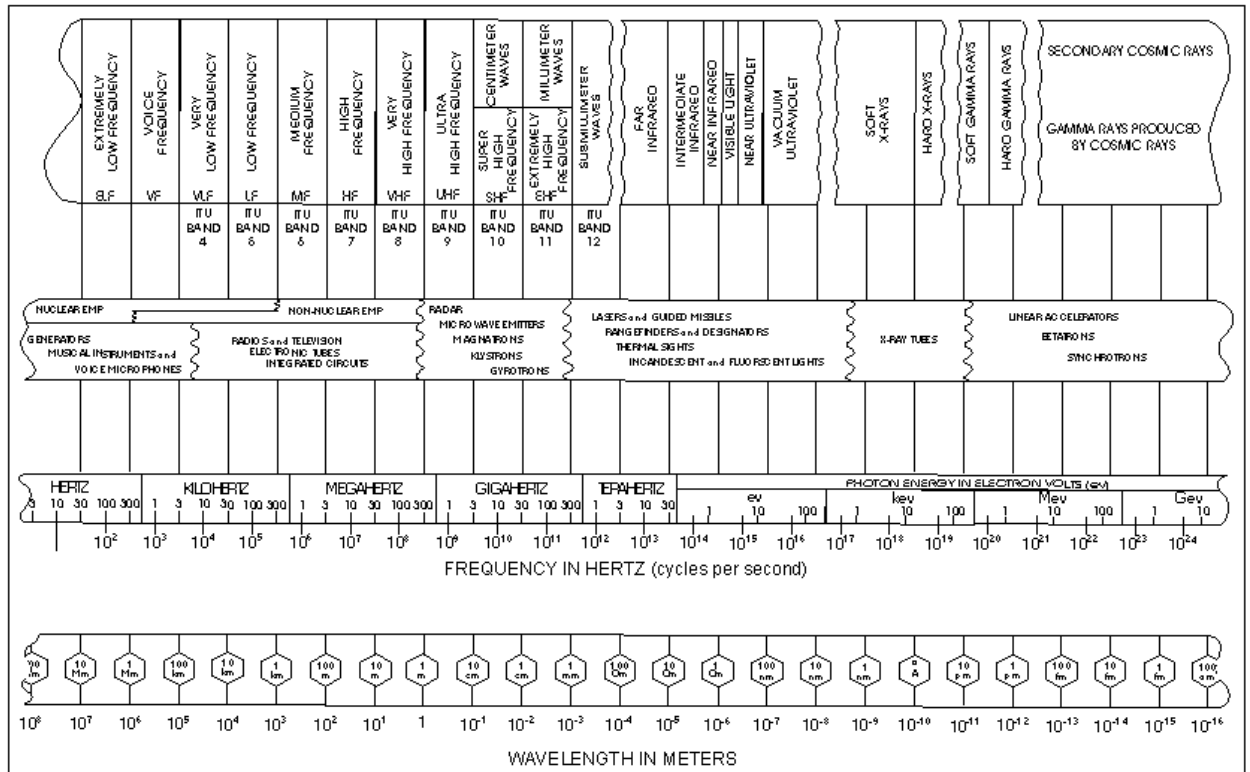 EXTREMELY
LOW FREQUENCY
ELF
VOICE
FREQUENCY
VF
VERY
LOW FREQUENCY
VLF
LOW FREQUENCY
LF
MEDIUM
FREQUENCY
MF
HIGH
FREQUENCY
HF
VERY
HIGH FREQUENCY
VHF
ULTRA
HIGH FREQUENCY
UHF
CENTIMETER
WAVES
SUPER
HIGH
FREQUENCY
SHF
MILLIMETER
WAVES
EXTREMELY
HIGH
FREQUENCY
EHF
SUBMILLIMETER
WAVES
FAR
INFRARED
INTERMEDIATE
INFRARED
NEAR INFRARED
VISIBLE LIGHT
NEAR ULTRAVIOLET
VACUUM
ULTRAVIOLET
SOFT
X-RAYS
HARD X-RAYS
SOFT GAMMA RAYS
HARD GAMMA RAYS
SECONDARY COSMIC RAYS
GAMMA RAYS PRODUCED
BY COSMIC RAYS
ITU ITU ITU ITU ITU ITU ITU ITU ITU
BAND BAND BAND BAND BAND BAND BAND BAND BAND
4 5 6 7 8 9 10 11 12
NUCLEAR EMP
NON-NUCLEAR EMP
GENERATORS
MUSICAL INSTRUMENTS and
VOICE MICROPHONES
RADIOS and TELEVISION
ELECTRONIC TUBES
INTEGRATED CIRCUITS
RADAR
MICROWAVE EMITTERS
MAGNATRONS
KLYSTRONS
GYROTRONS
LASERS and GUIDED MISSLES
RANGEFINDERS and DESIGNATORS
THERMAL SIGHTS
INCANDESCENT and FLUORSCENT LIGHTS
X-RAY TUBES
LINEAR ACCELERATORS
BETATRONS
SYNCHROTRONS
HERTZ KILOHERTZ MEGAHERTZ GIGAHERTZ TERAHERTZ PHOTON ENERGY IN ELECTRON VOLTS (ev)
ev kev Mev Gev
3 10 30 100 300 1 3 10 30 100 300 1 3 10 30 100 300 1 3 10 30 100 300 1 3 10 30 1 10 100 1 10 100 1 10 100 1 10
10² 10³ 10⁴ 10⁵ 10⁶ 10⁷ 10⁸ 10⁹ 10¹⁰ 10¹¹ 10¹² 10¹³ 10¹⁴ 10¹⁵ 10¹⁶ 10¹⁷ 10¹⁸ 10¹⁹ 10²⁰ 10²¹ 10²² 10²³ 10²⁴
FREQUENCY IN HERTZ (cycles per second)
10 1 100 10 1 100 10 1 10 1 1 100 10 1 100 10 1 10 1 100 10 1 100
Mm Mm km km km m m m cm cm mm Om Om Om nm nm nm A pm pm fm fm fm am
10⁸ 10⁷ 10⁶ 10⁵ 10⁴ 10³ 10² 10¹ 1 10⁻¹ 10⁻² 10⁻³ 10⁻⁴ 10⁻⁵ 10⁻⁶ 10⁻⁷ 10⁻⁸ 10⁻⁹ 10⁻¹⁰ 10⁻¹¹ 10⁻¹² 10⁻¹³ 10⁻¹⁴ 10⁻¹⁵ 10⁻¹⁶
WAVELENGTH IN METERS